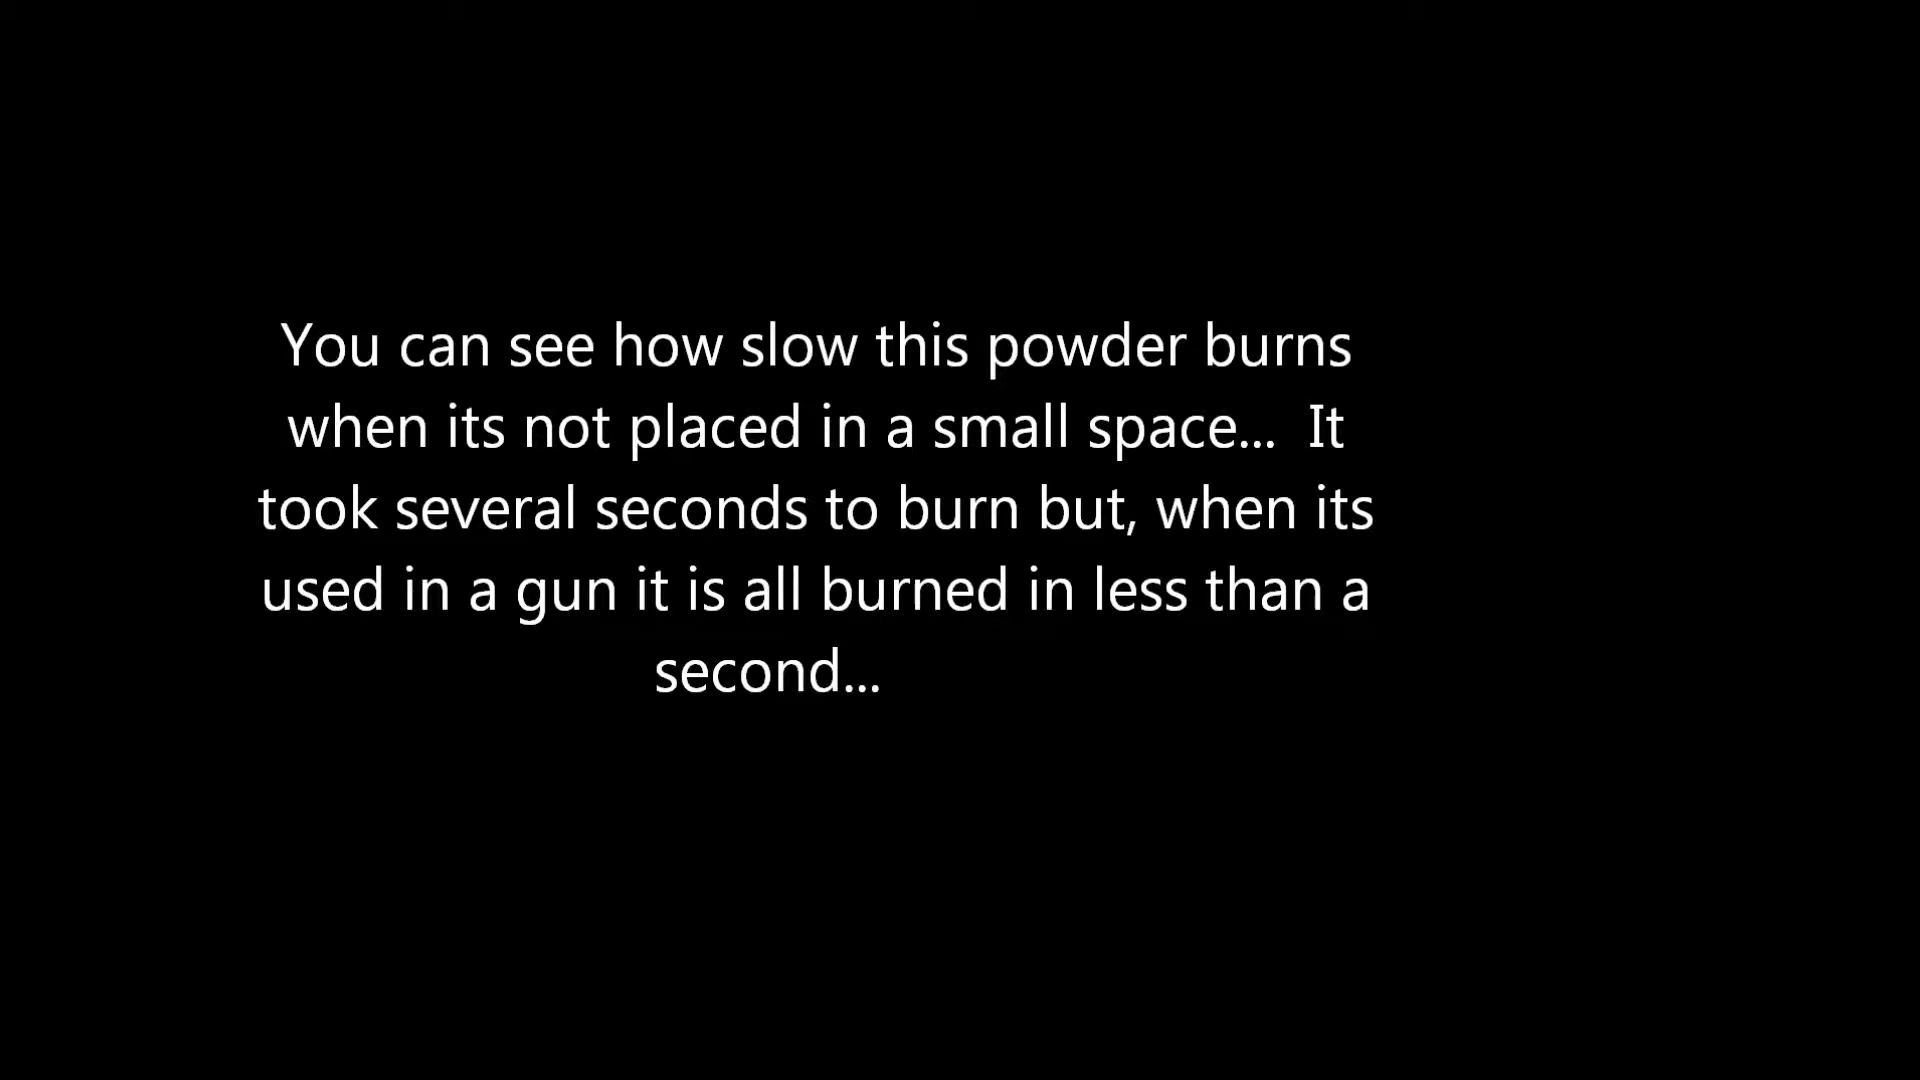 You can see how slow this powder burns
when its not placed in a small space...  It
took several seconds to burn but, when its
used in a gun it is all burned in less than a
second...